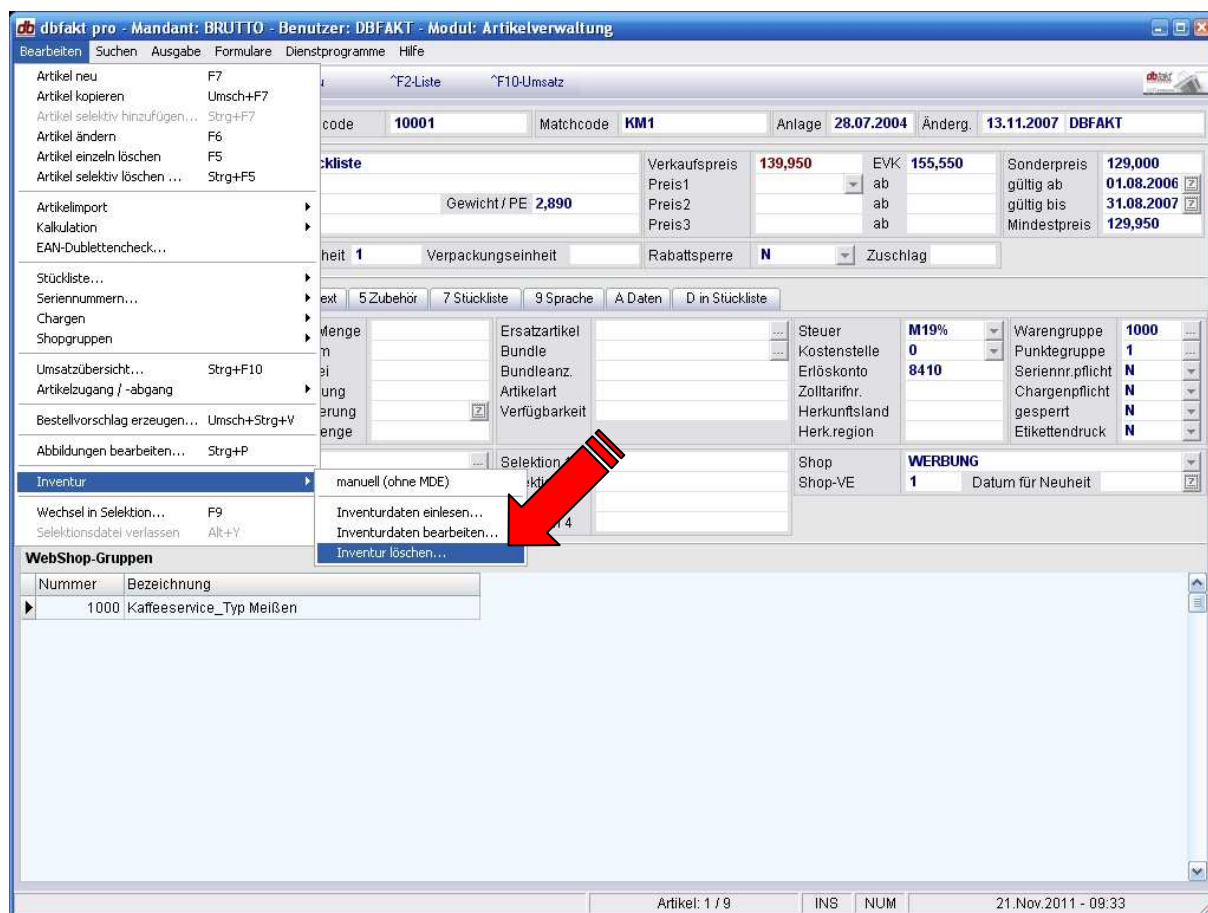 db dbfakt pro - Mandant: BRUTTO - Benutzer: DBFAKT - Modul: Artikelverwaltung
Bearbeiten Suchen Ausgabe Formulare Dienstprogramme Hilfe
^F2-Liste ^F10-Umsatz
Artikel neu F7
Artikel kopieren Umsch+F7
Artikel selektiv hinzufügen... Strg+F7
Artikel ändern F6
Artikel einzeln löschen F5
Artikel selektiv löschen ... Strg+F5
Artikelimport
Kalkulation
EAN-Dublettencheck...
Stückliste...
Seriennummern...
Chargen
Shopgruppen
Umsatzübersicht... Strg+F10
Artikelzugang / -abgang
Bestellvorschlag erzeugen... Umsch+Strg+V
Abbildungen bearbeiten... Strg+P
Inventur
Wechsel in Selektion... F9
Selektionsdatei verlassen Alt+Y
manuell (ohne MDE)
Inventurdaten einlesen...
Inventurdaten bearbeiten...
Inventur löschen...
code 10001 Matchcode KM1 Anlage 28.07.2004 Änderg. 13.11.2007 DBFAKT
ckliste Verkaufspreis 139,950 EVK 155,550 Sonderpreis 129,000
Preis1 ab gültig ab 01.08.2006
Gewicht / PE 2,890 Preis2 ab gültig bis 31.08.2007
Preis3 ab Mindestpreis 129,950
heit 1 Verpackungseinheit Rabattsperre N Zuschlag
ext 5 Zubehör 7 Stückliste 9 Sprache A Daten D in Stückliste
Menge Ersatzartikel Steuer M19% Warengruppe 1000
m Bundle Kostenstelle 0 Punktegruppe 1
ei Bundleanz. Erlöskonto 8410 Seriennr.pflicht N
ung Artikelart Zolltarifnr. Chargenpflicht N
erung Verfügbarkeit Herkunftsland gesperrt N
enge Herk.region Etikettendruck N
Selektion Shop WERBUNG
Shop-VE 1 Datum für Neuheit
4
WebShop-Gruppen
Nummer Bezeichnung
1000 Kaffeeservice_Typ Meißen
Artikel: 1 / 9 INS NUM 21.Nov.2011 - 09:33